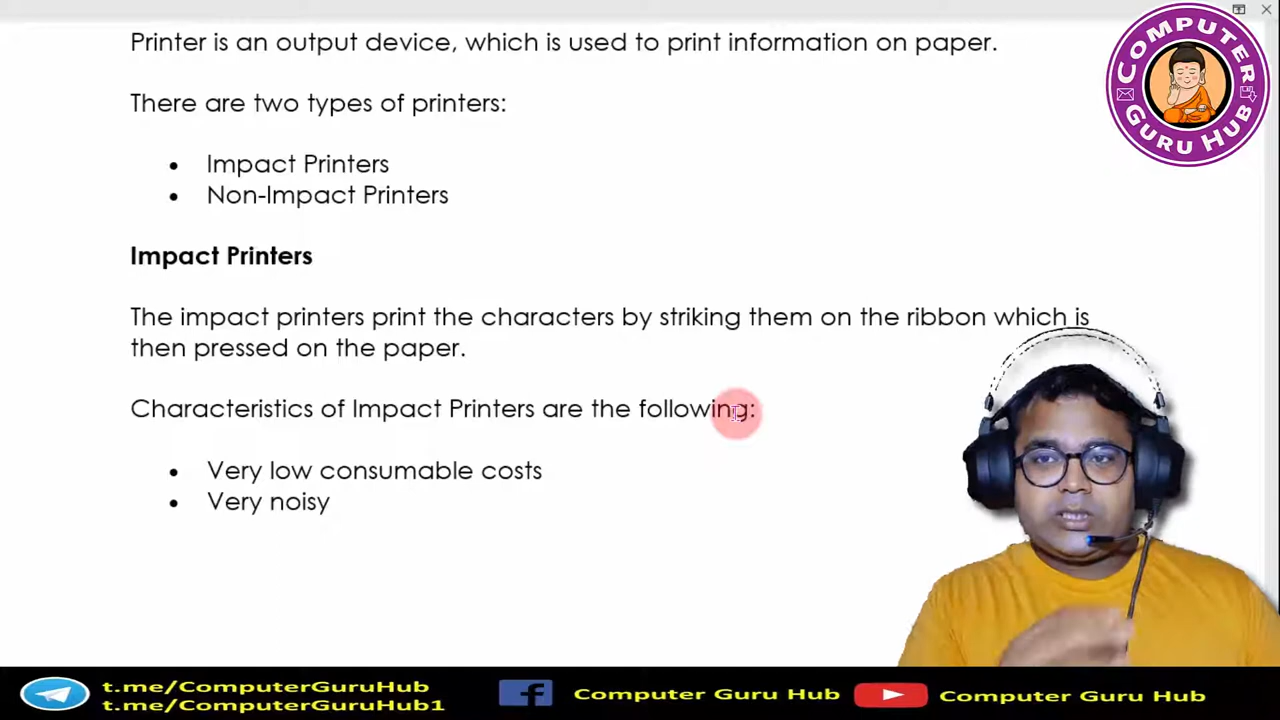 Printer is an output device, which is used to print information on paper.
There are two types of printers:
• Impact Printers
• Non-Impact Printers
Impact Printers
The impact printers print the characters by striking them on the ribbon which is
then pressed on the paper.
Characteristics of Impact Printers are the following:
• Very low consumable costs
• Very noisy
COMPUTER
GURU HUB
t.me/ComputerGuruHub
t.me/ComputerGuruHub1
Computer Guru Hub
Computer Guru Hub